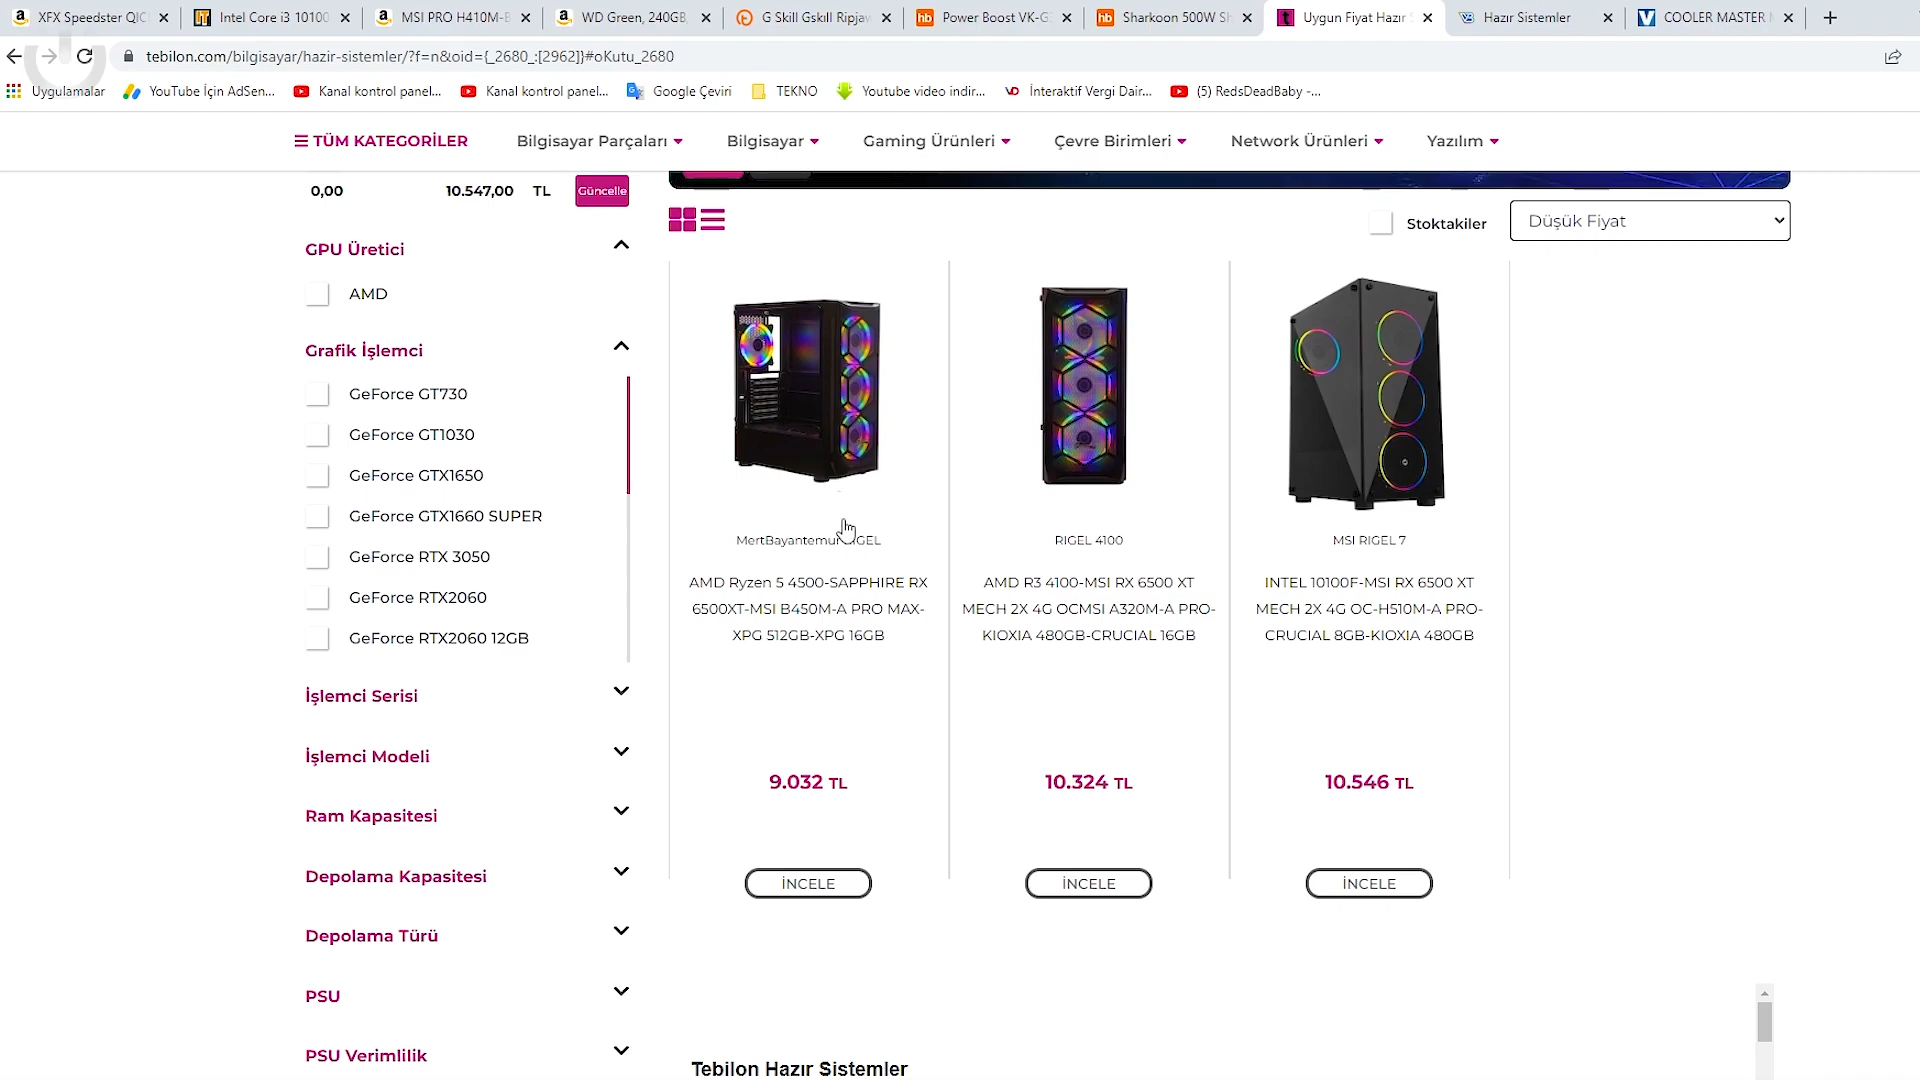 XFX Speedster QIC
Intel Core i3 10100
MSI PRO H410M-B
WD Green, 240GB,
G Skill Gskıll Ripjaw
Power Boost VK-G
Sharkoon 500W SH
Uygun Fiyat Hazır S
Hazır Sistemler
COOLER MASTER M
tebilon.com/bilgisayar/hazir-sistemler/?f=n&oid={_2680_:[2962]}#oKutu_2680
Uygulamalar
YouTube İçin AdSen...
Kanal kontrol panel...
Kanal kontrol panel...
Google Çeviri
TEKNO
Youtube video indir...
İnteraktif Vergi Dair...
(5) RedsDeadBaby -...
TÜM KATEGORİLER
Bilgisayar Parçaları
Bilgisayar
Gaming Ürünleri
Çevre Birimleri
Network Ürünleri
Yazılım
0,00 10.547,00 TL Güncelle
Stoktakiler
Düşük Fiyat
GPU Üretici
AMD
Grafik İşlemci
GeForce GT730
GeForce GT1030
GeForce GTX1650
GeForce GTX1660 SUPER
GeForce RTX 3050
GeForce RTX2060
GeForce RTX2060 12GB
İşlemci Serisi
İşlemci Modeli
Ram Kapasitesi
Depolama Kapasitesi
Depolama Türü
PSU
PSU Verimlilik
AMD Ryzen 5 4500-SAPPHIRE RX
6500XT-MSI B450M-A PRO MAX-
XPG 512GB-XPG 16GB
9.032 TL
İNCELE
RIGEL 4100
AMD R3 4100-MSI RX 6500 XT
MECH 2X 4G OCMSI A320M-A PRO-
KIOXIA 480GB-CRUCIAL 16GB
10.324 TL
İNCELE
MSI RIGEL 7
INTEL 10100F-MSI RX 6500 XT
MECH 2X 4G OC-H510M-A PRO-
CRUCIAL 8GB-KIOXIA 480GB
10.546 TL
İNCELE
Tebilon Hazır Sistemler